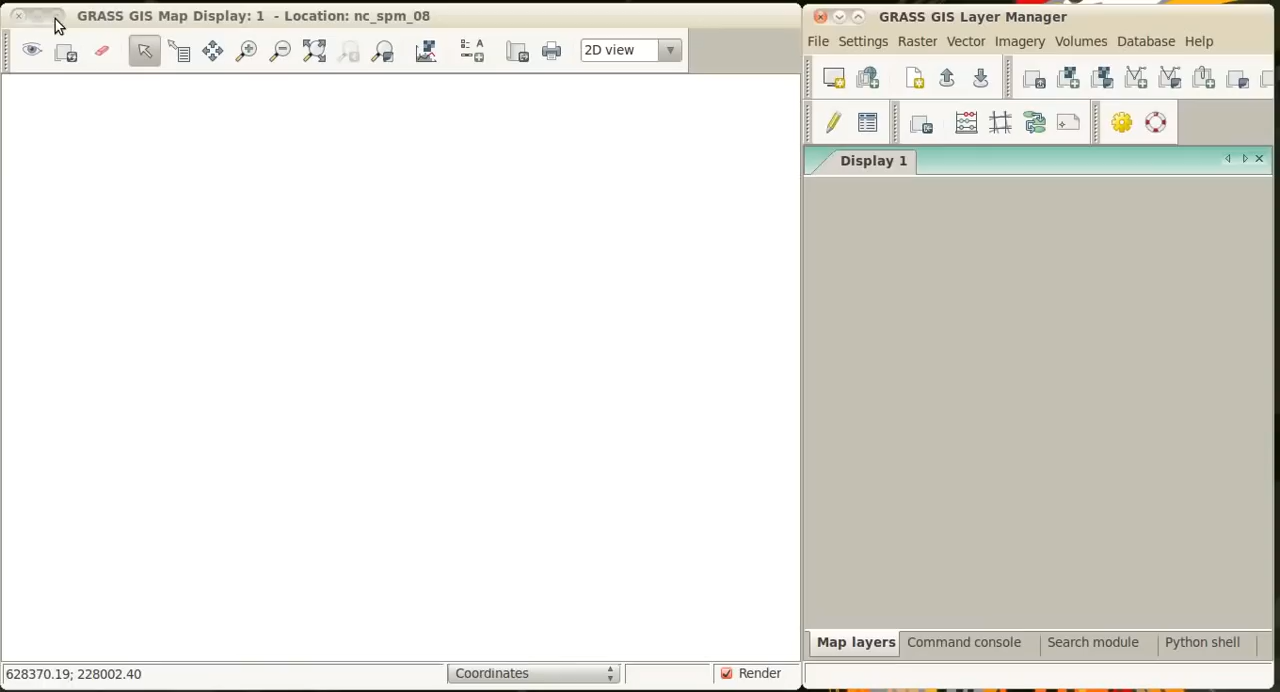 GRASS GIS Map Display: 1 - Location: nc_spm_08
2D view
628370.19; 228002.40
Coordinates
Render
GRASS GIS Layer Manager
File Settings Raster Vector Imagery Volumes Database Help
Display 1
Map layers Command console Search module Python shell